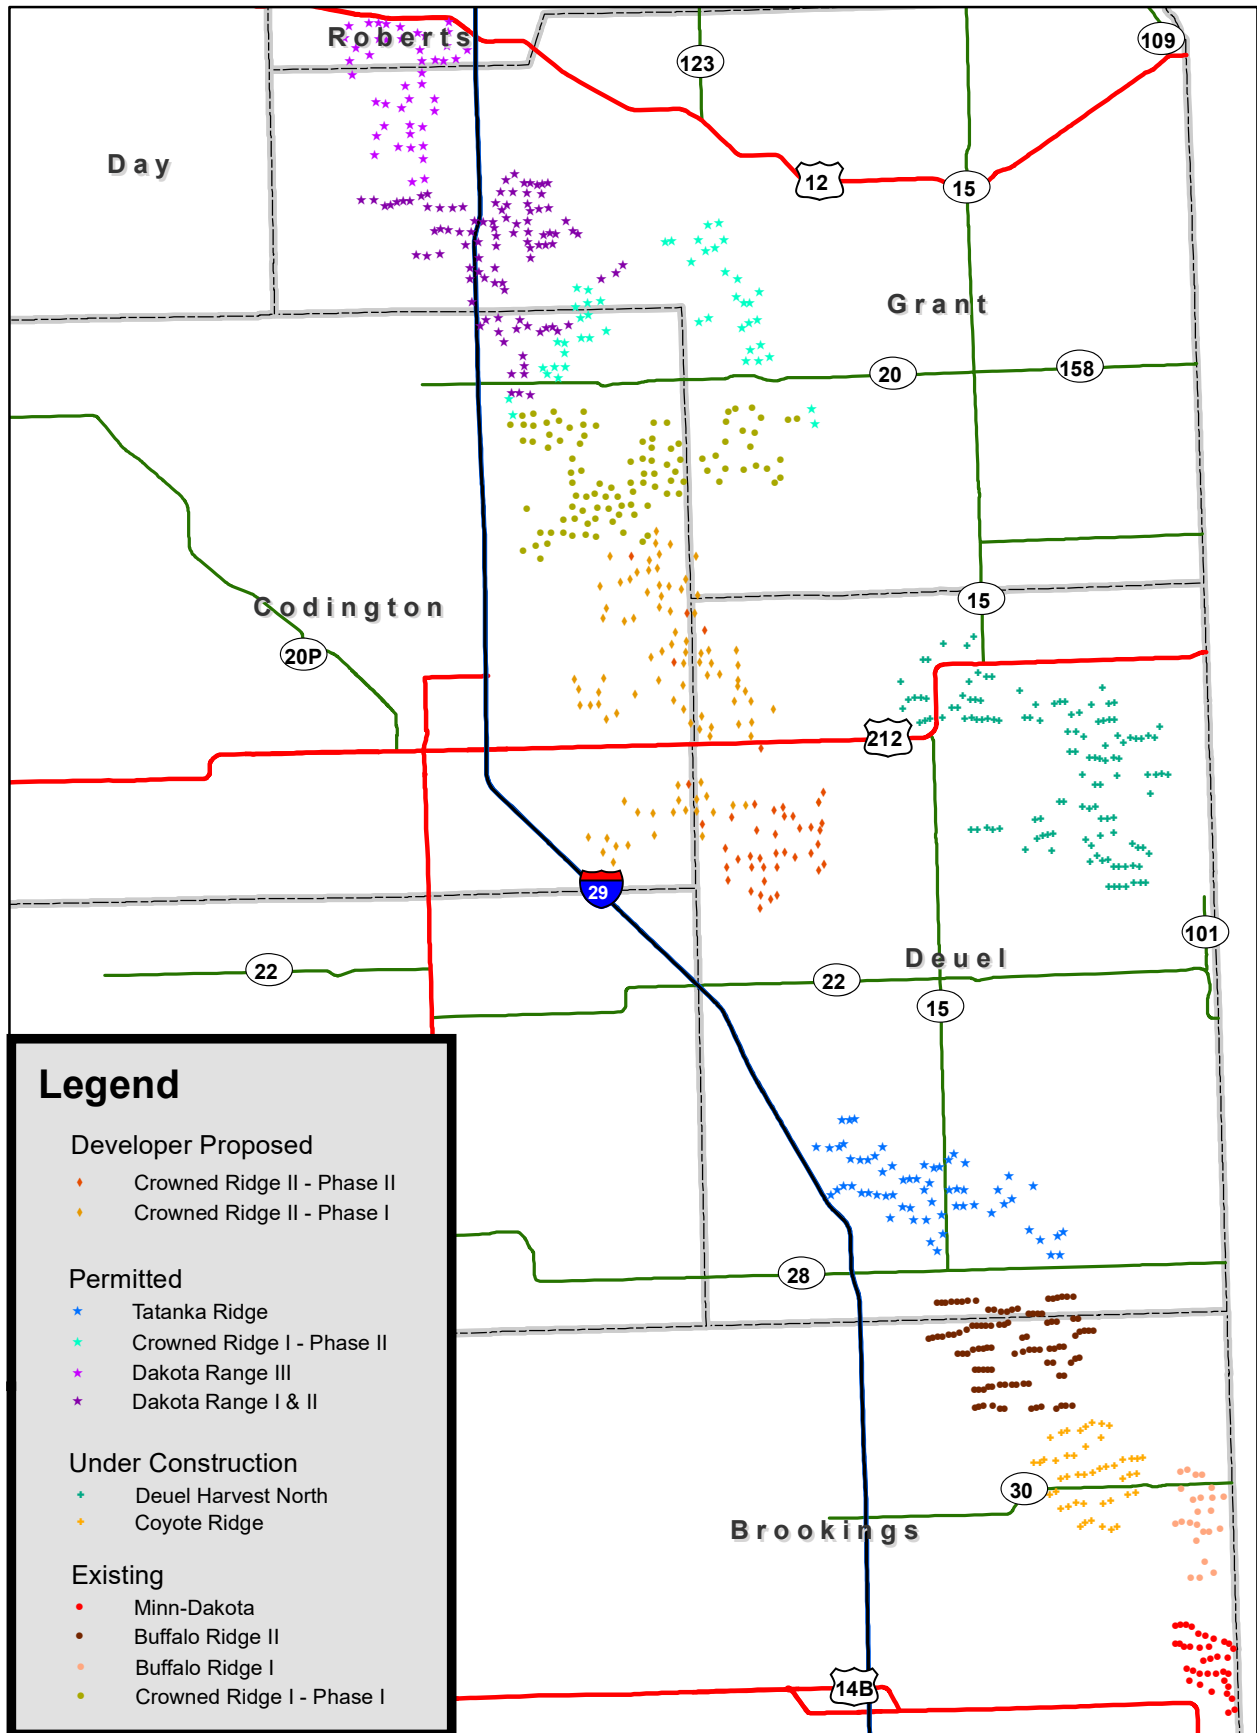 Roberts
123
109
Day
12
15
Grant
20
158
Codington
15
20P
212
29
101
Deuel
22
22
15
28
30
Brookings
14B
Legend
Developer Proposed
Crowned Ridge II - Phase II
Crowned Ridge II - Phase I
Permitted
Tatanka Ridge
Crowned Ridge I - Phase II
Dakota Range III
Dakota Range I & II
Under Construction
Deuel Harvest North
Coyote Ridge
Existing
Minn-Dakota
Buffalo Ridge II
Buffalo Ridge I
Crowned Ridge I - Phase I